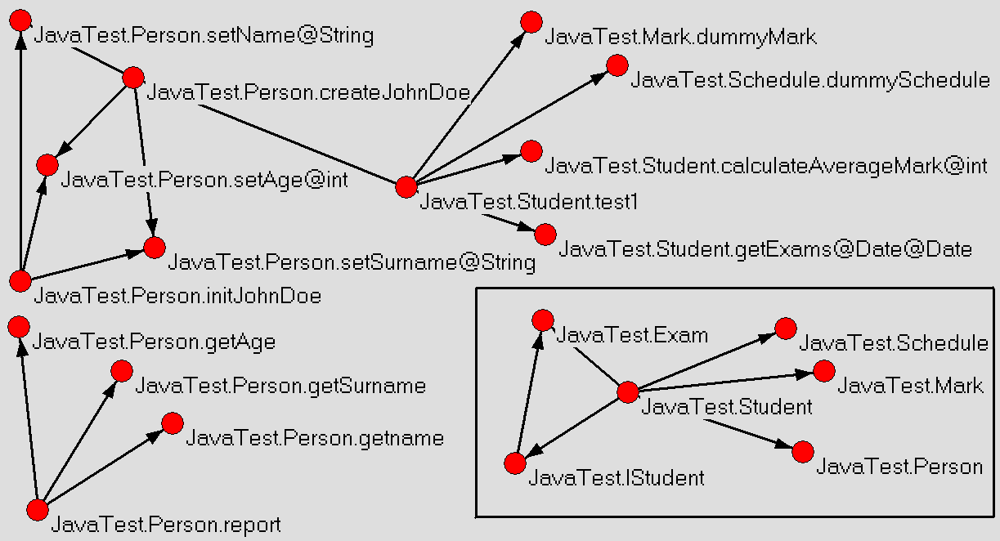 JavaTest.Person.setName@String
JavaTest.Mark.dummyMark
JavaTest.Schedule.dummySchedule
JavaTest.Person.createJohnDoe
JavaTest.Student.calculateAverageMark@int
JavaTest.Person.setAge@int
JavaTest.Student.test1
JavaTest.Student.getExams@Date@Date
JavaTest.Person.setSurname@String
JavaTest.Person.initJohnDoe
JavaTest.Person.getAge
JavaTest.Person.getSurname
JavaTest.Person.getname
JavaTest.Person.report
JavaTest.Exam
JavaTest.Schedule
JavaTest.Mark
JavaTest.Student
JavaTest.Person
JavaTest.IStudent